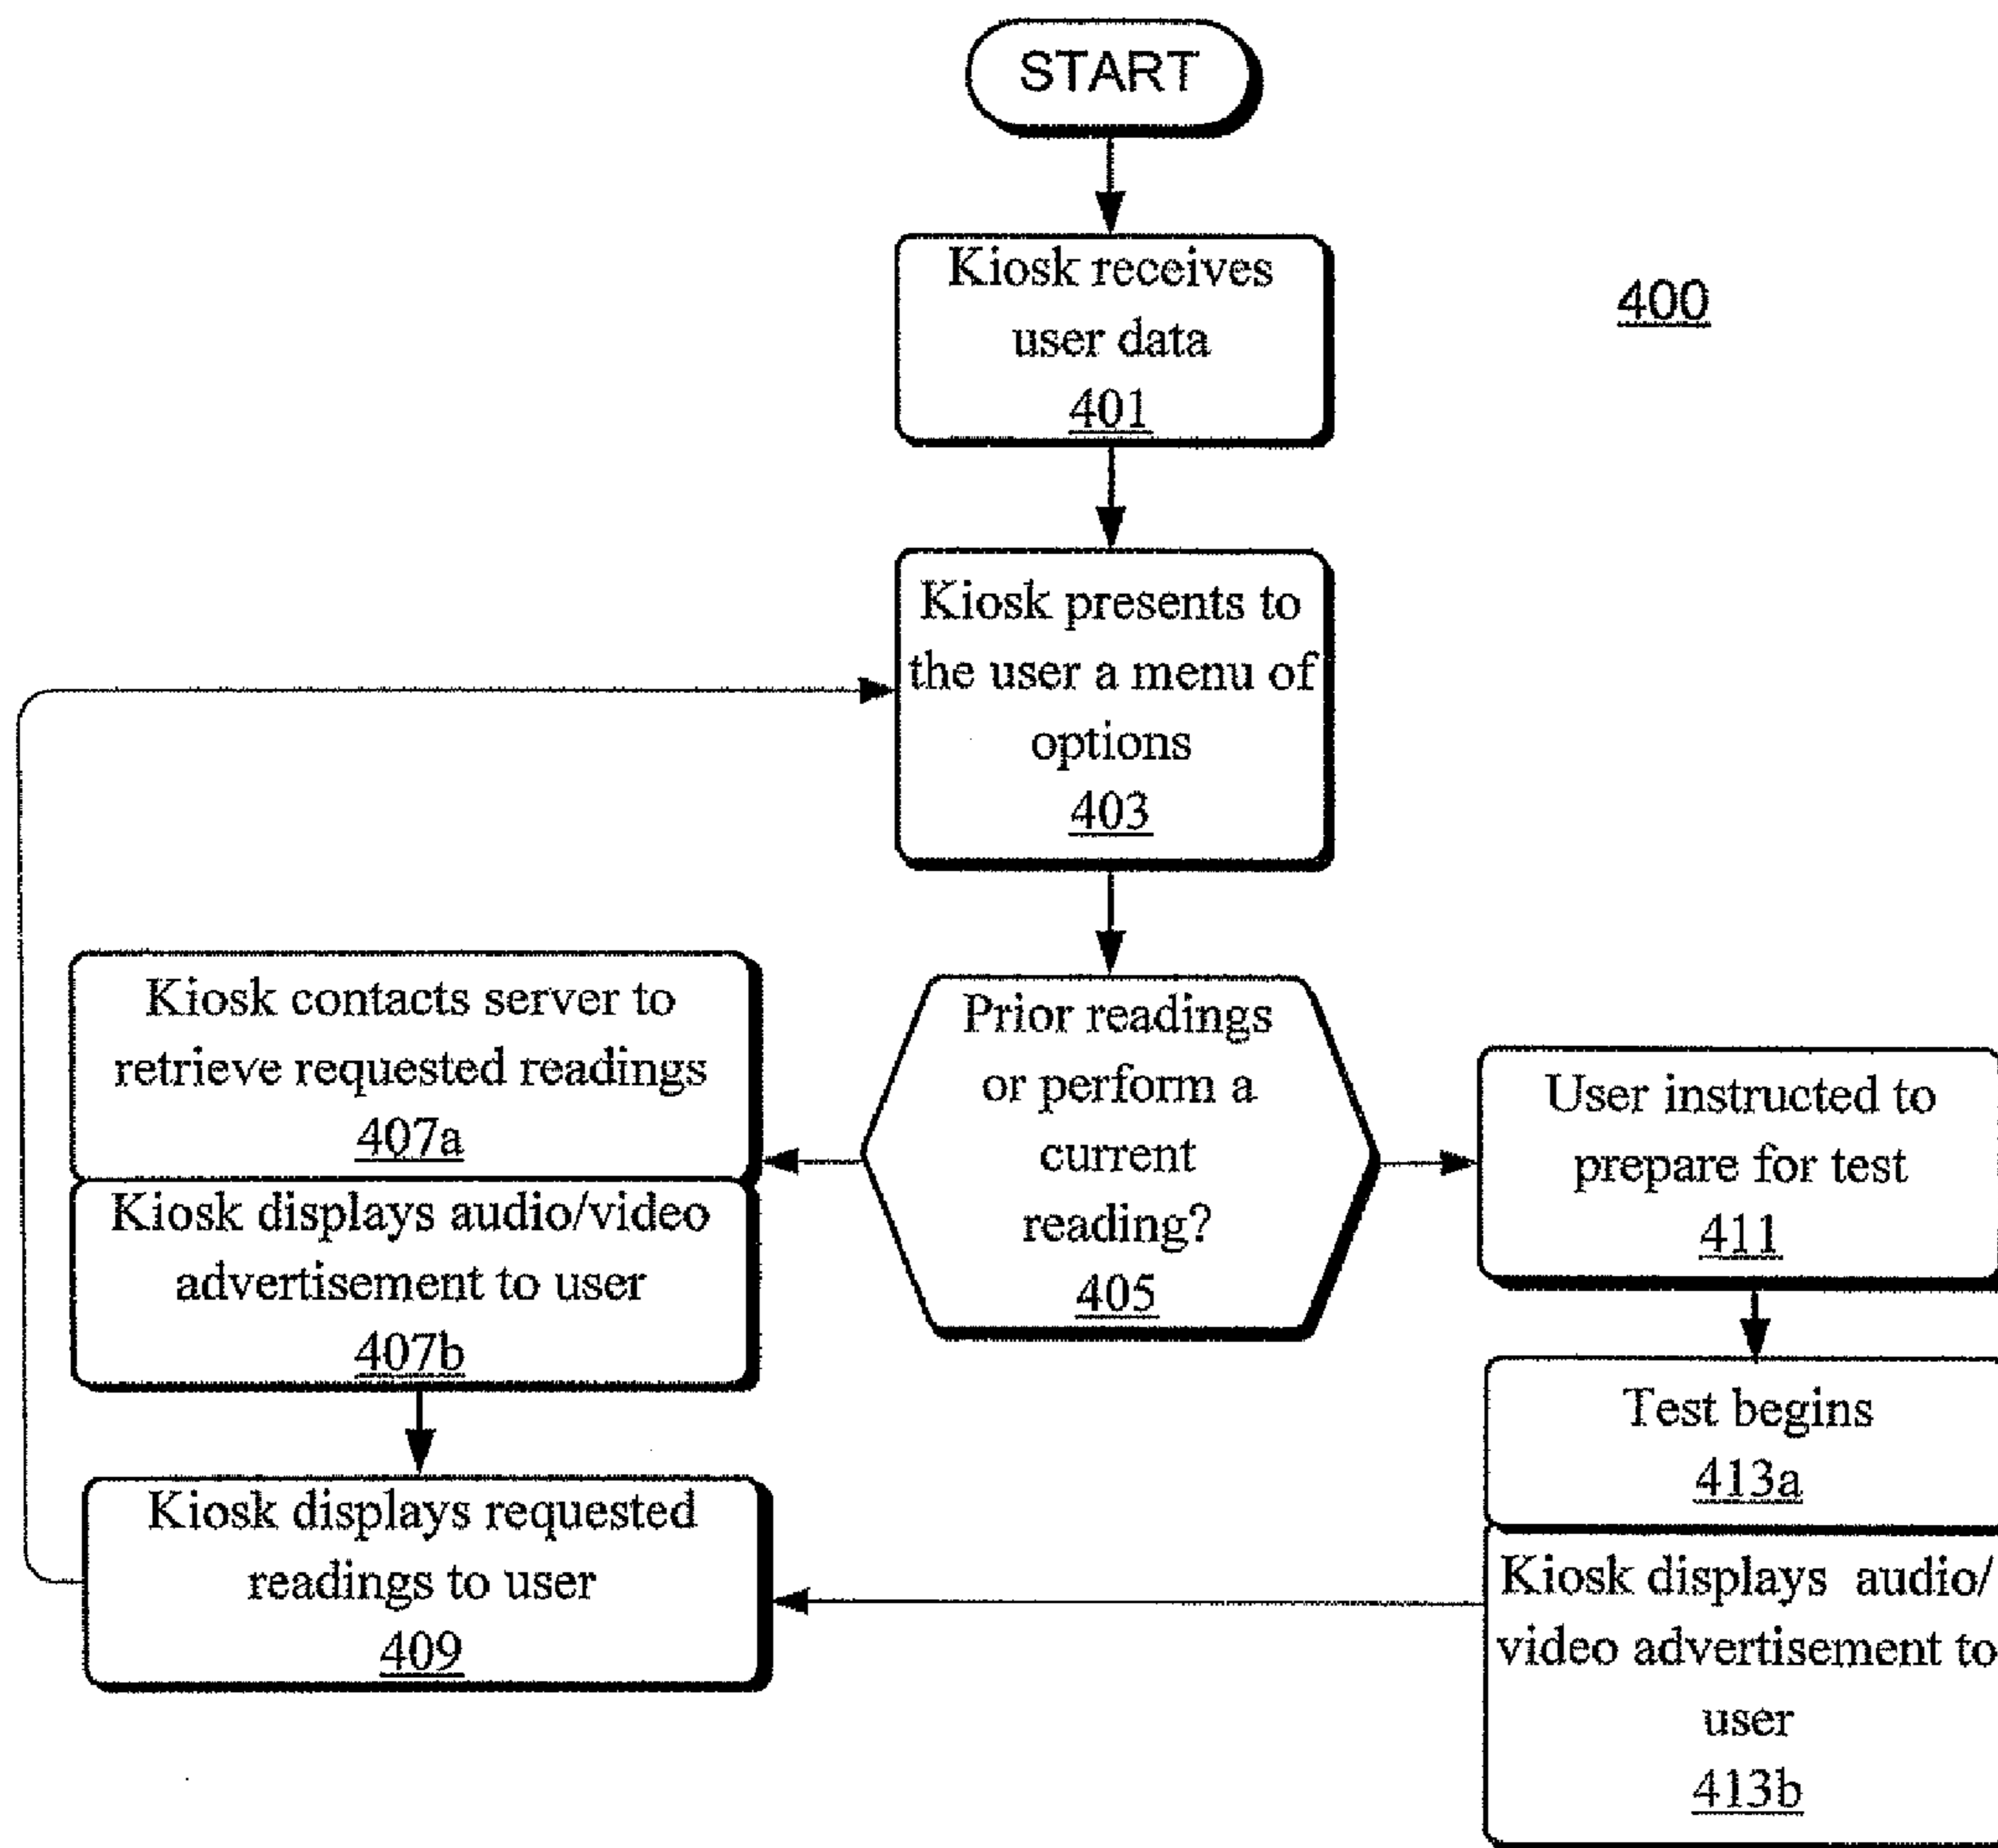 START
Kiosk receives
user data
401
400
Kiosk presents to
the user a menu of
options
403
Prior readings
or perform a
current
reading?
405
Kiosk contacts server to
retrieve requested readings
407a
Kiosk displays audio/video
advertisement to user
407b
Kiosk displays requested
readings to user
409
User instructed to
prepare for test
411
Test begins
413a
Kiosk displays audio/
video advertisement to
user
413b